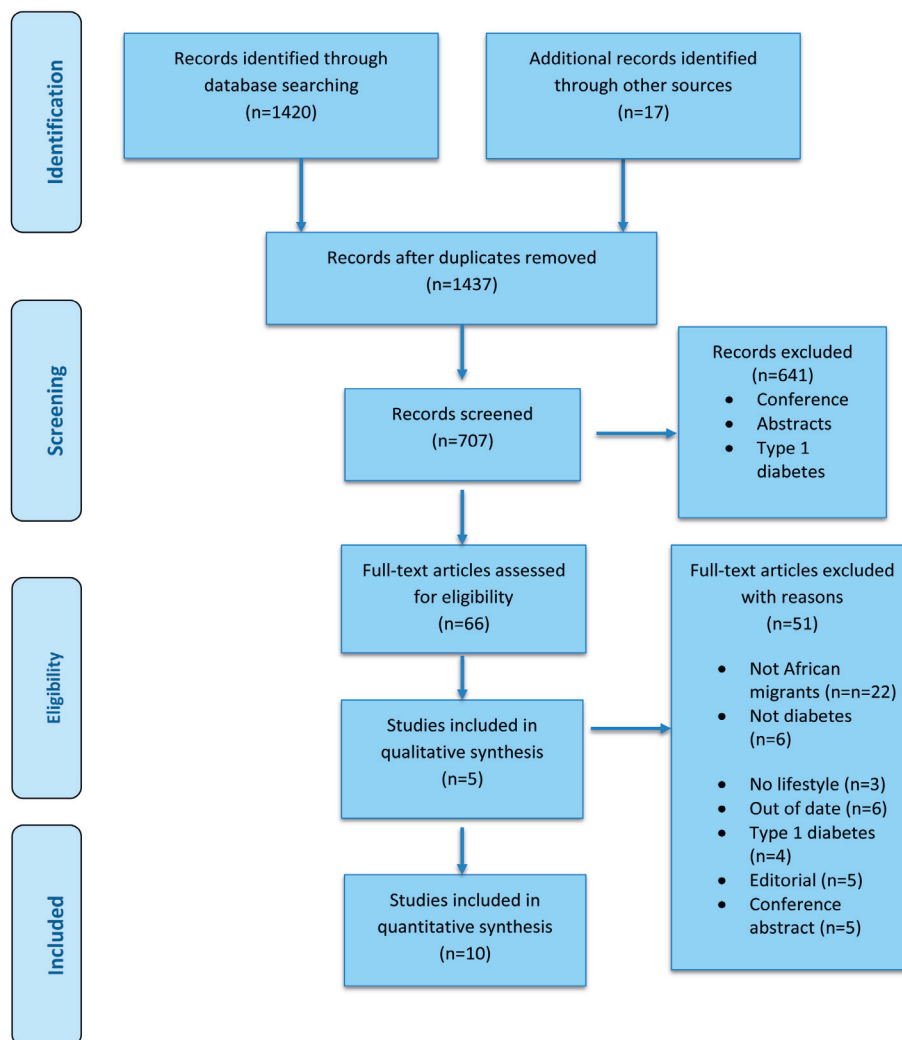 Identification
Records identified through
database searching
(n=1420)
Additional records identified
through other sources
(n=17)
Records after duplicates removed
(n=1437)
Screening
Records screened
(n=707)
Records excluded
(n=641)
• Conference
• Abstracts
• Type 1
diabetes
Eligibility
Full-text articles assessed
for eligibility
(n=66)
Full-text articles excluded
with reasons
(n=51)
• Not African
migrants (n=n=22)
• Not diabetes
(n=6)
• No lifestyle (n=3)
• Out of date (n=6)
• Type 1 diabetes
(n=4)
• Editorial (n=5)
• Conference
abstract (n=5)
Studies included in
qualitative synthesis
(n=5)
Included
Studies included in
quantitative synthesis
(n=10)